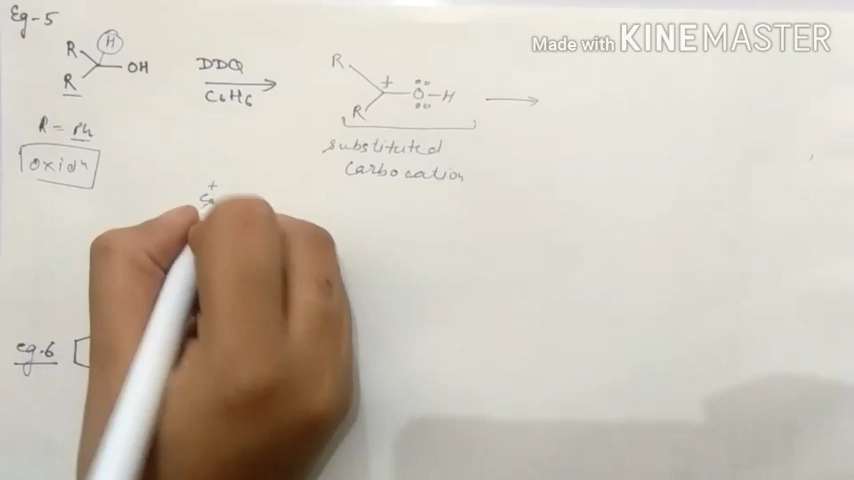 Eg-5
Made with KINEMASTER
H
R
OH
R
DDQ
C6H6
R
+
O-H
R
R = Ph
oxidn
substituted
carbocation
+
eg.6